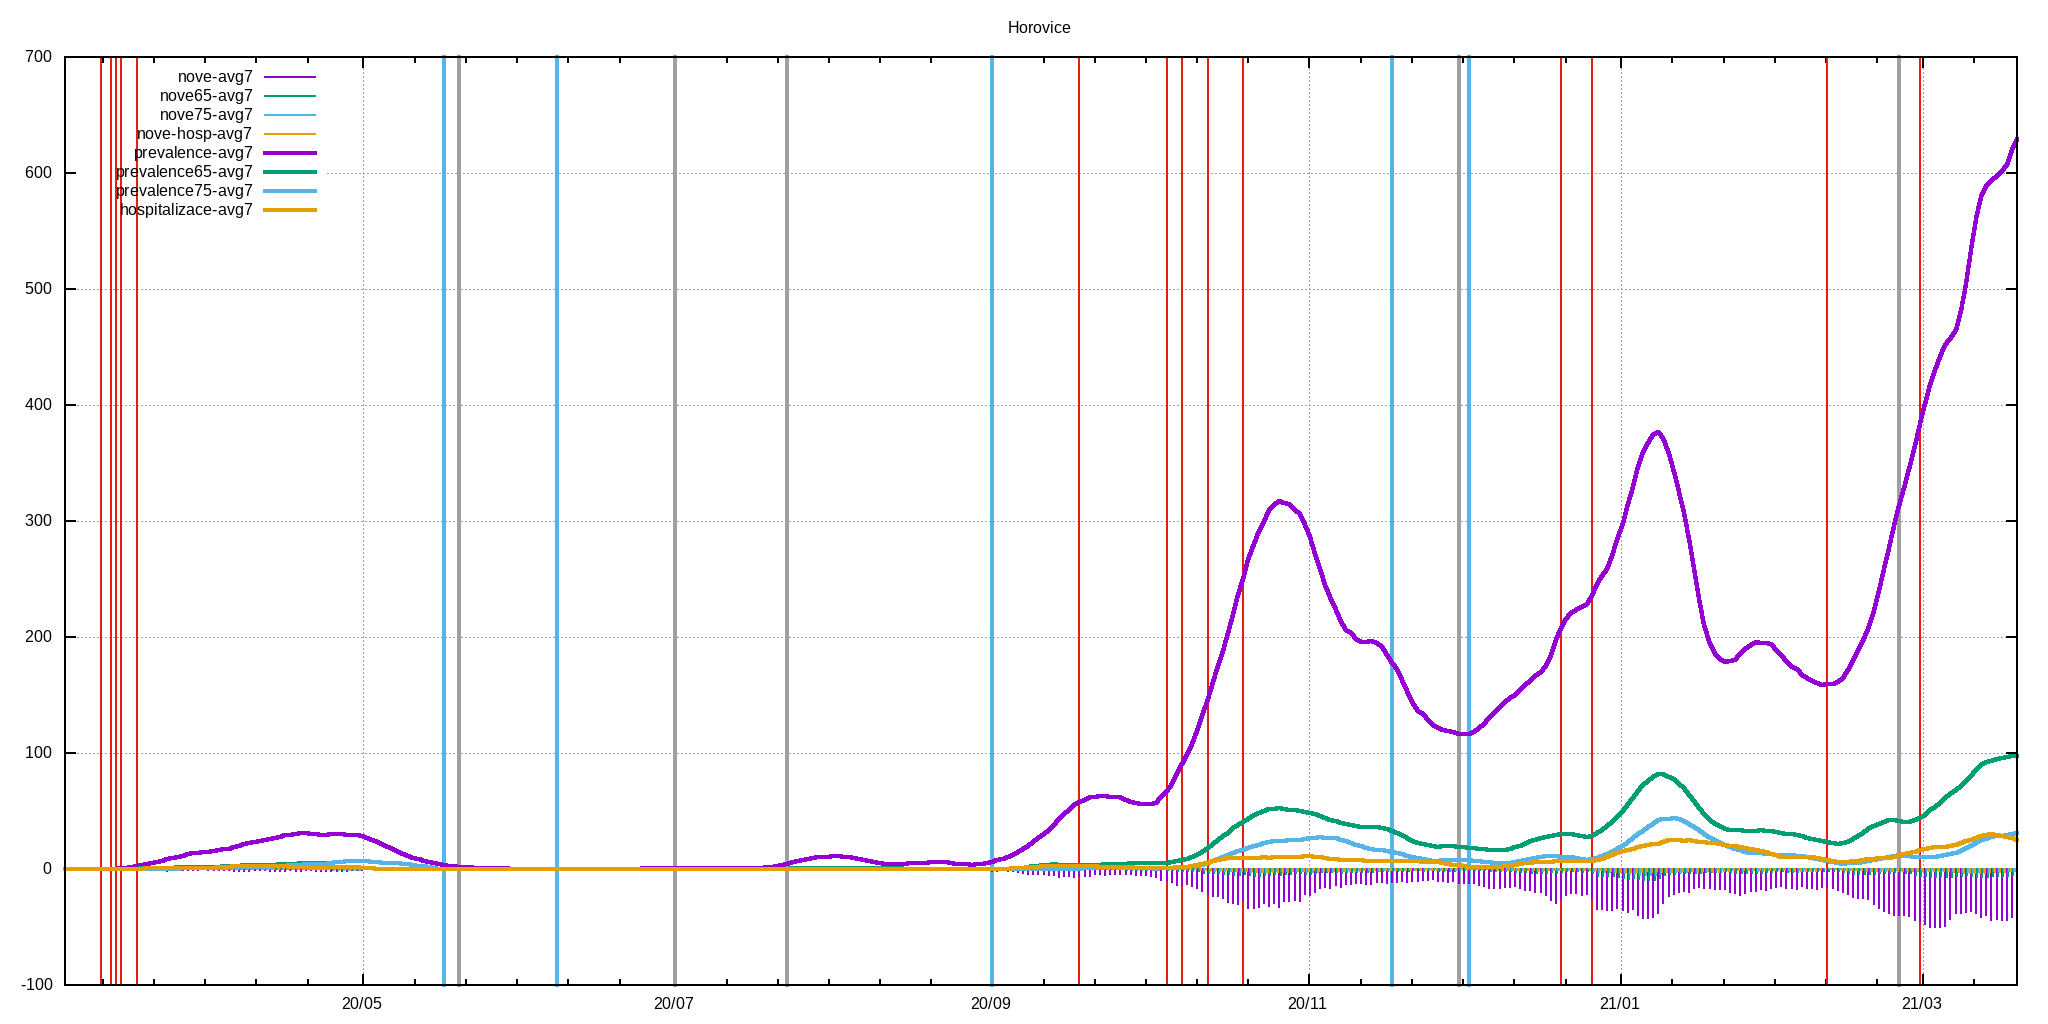 Horovice
700
600
500
400
300
200
100
0
-100
nove-avg7
nove65-avg7
nove75-avg7
nove-hosp-avg7
prevalence-avg7
prevalence65-avg7
prevalence75-avg7
hospitalizace-avg7
20/05
20/07
20/09
20/11
21/01
21/03